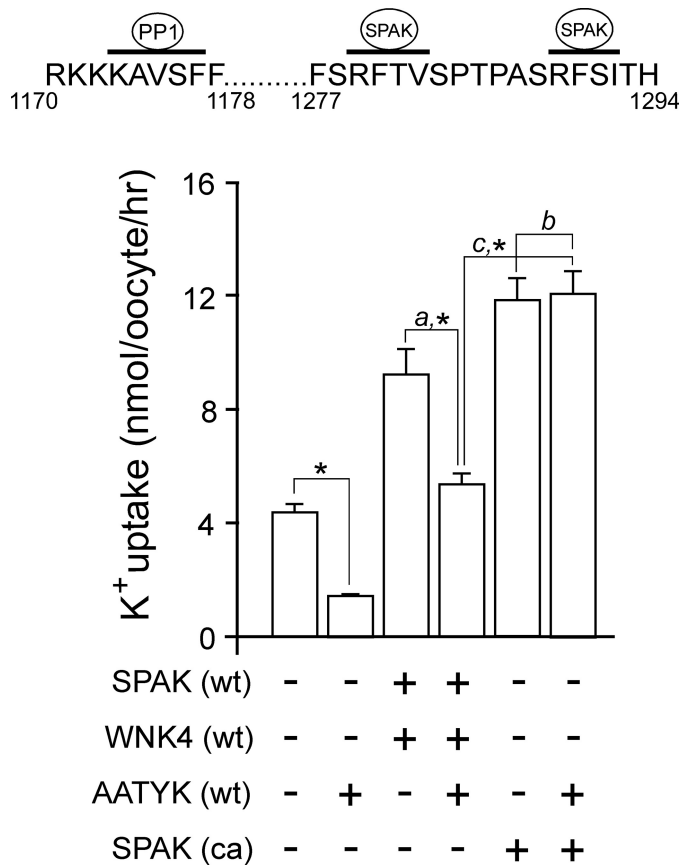 PP1 SPAK SPAK
RKKKAVSFF..........FSRFTVSPTPASRFSITH
1170 1178 1277 1294
K+ uptake (nmol/oocyte/hr)
16
12
8
4
0
b
c,*
a,*
*
SPAK (wt) - - + + - -
WNK4 (wt) - - + + - -
AATYK (wt) - + - + - +
SPAK (ca) - - - - + +